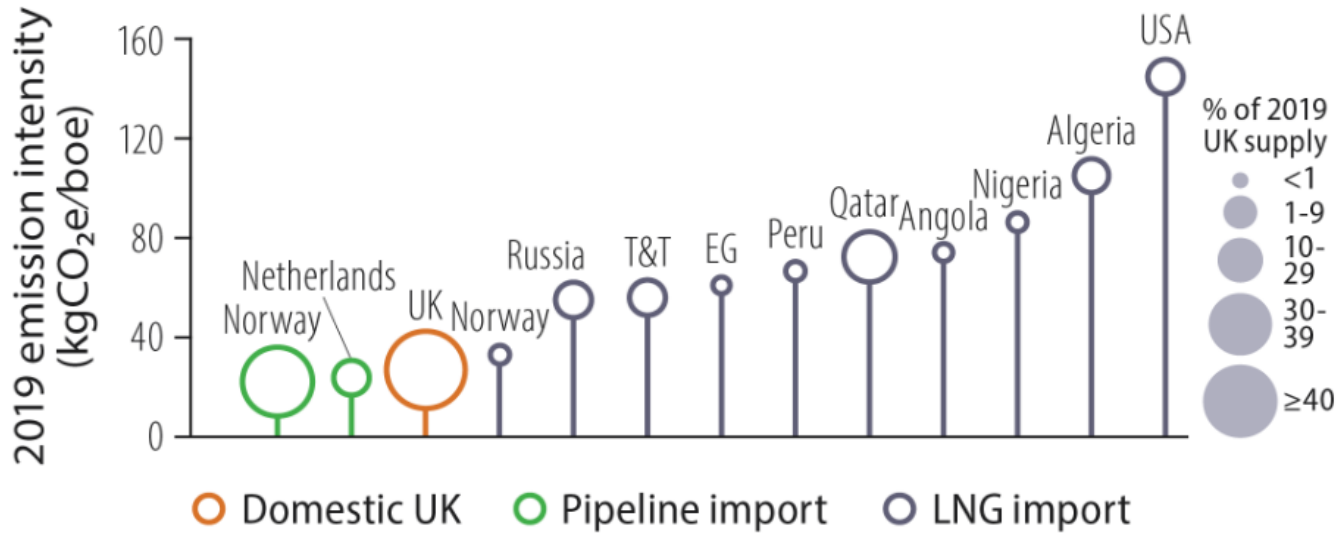 2019 emission intensity
(kgCO₂e/boe)
160
120
80
40
0
Norway
Netherlands
UK
Norway
Russia
T&T
EG
Peru
Qatar
Angola
Nigeria
Algeria
USA
% of 2019
UK supply
<1
1-9
10-
29
30-
39
≥40
Domestic UK
Pipeline import
LNG import